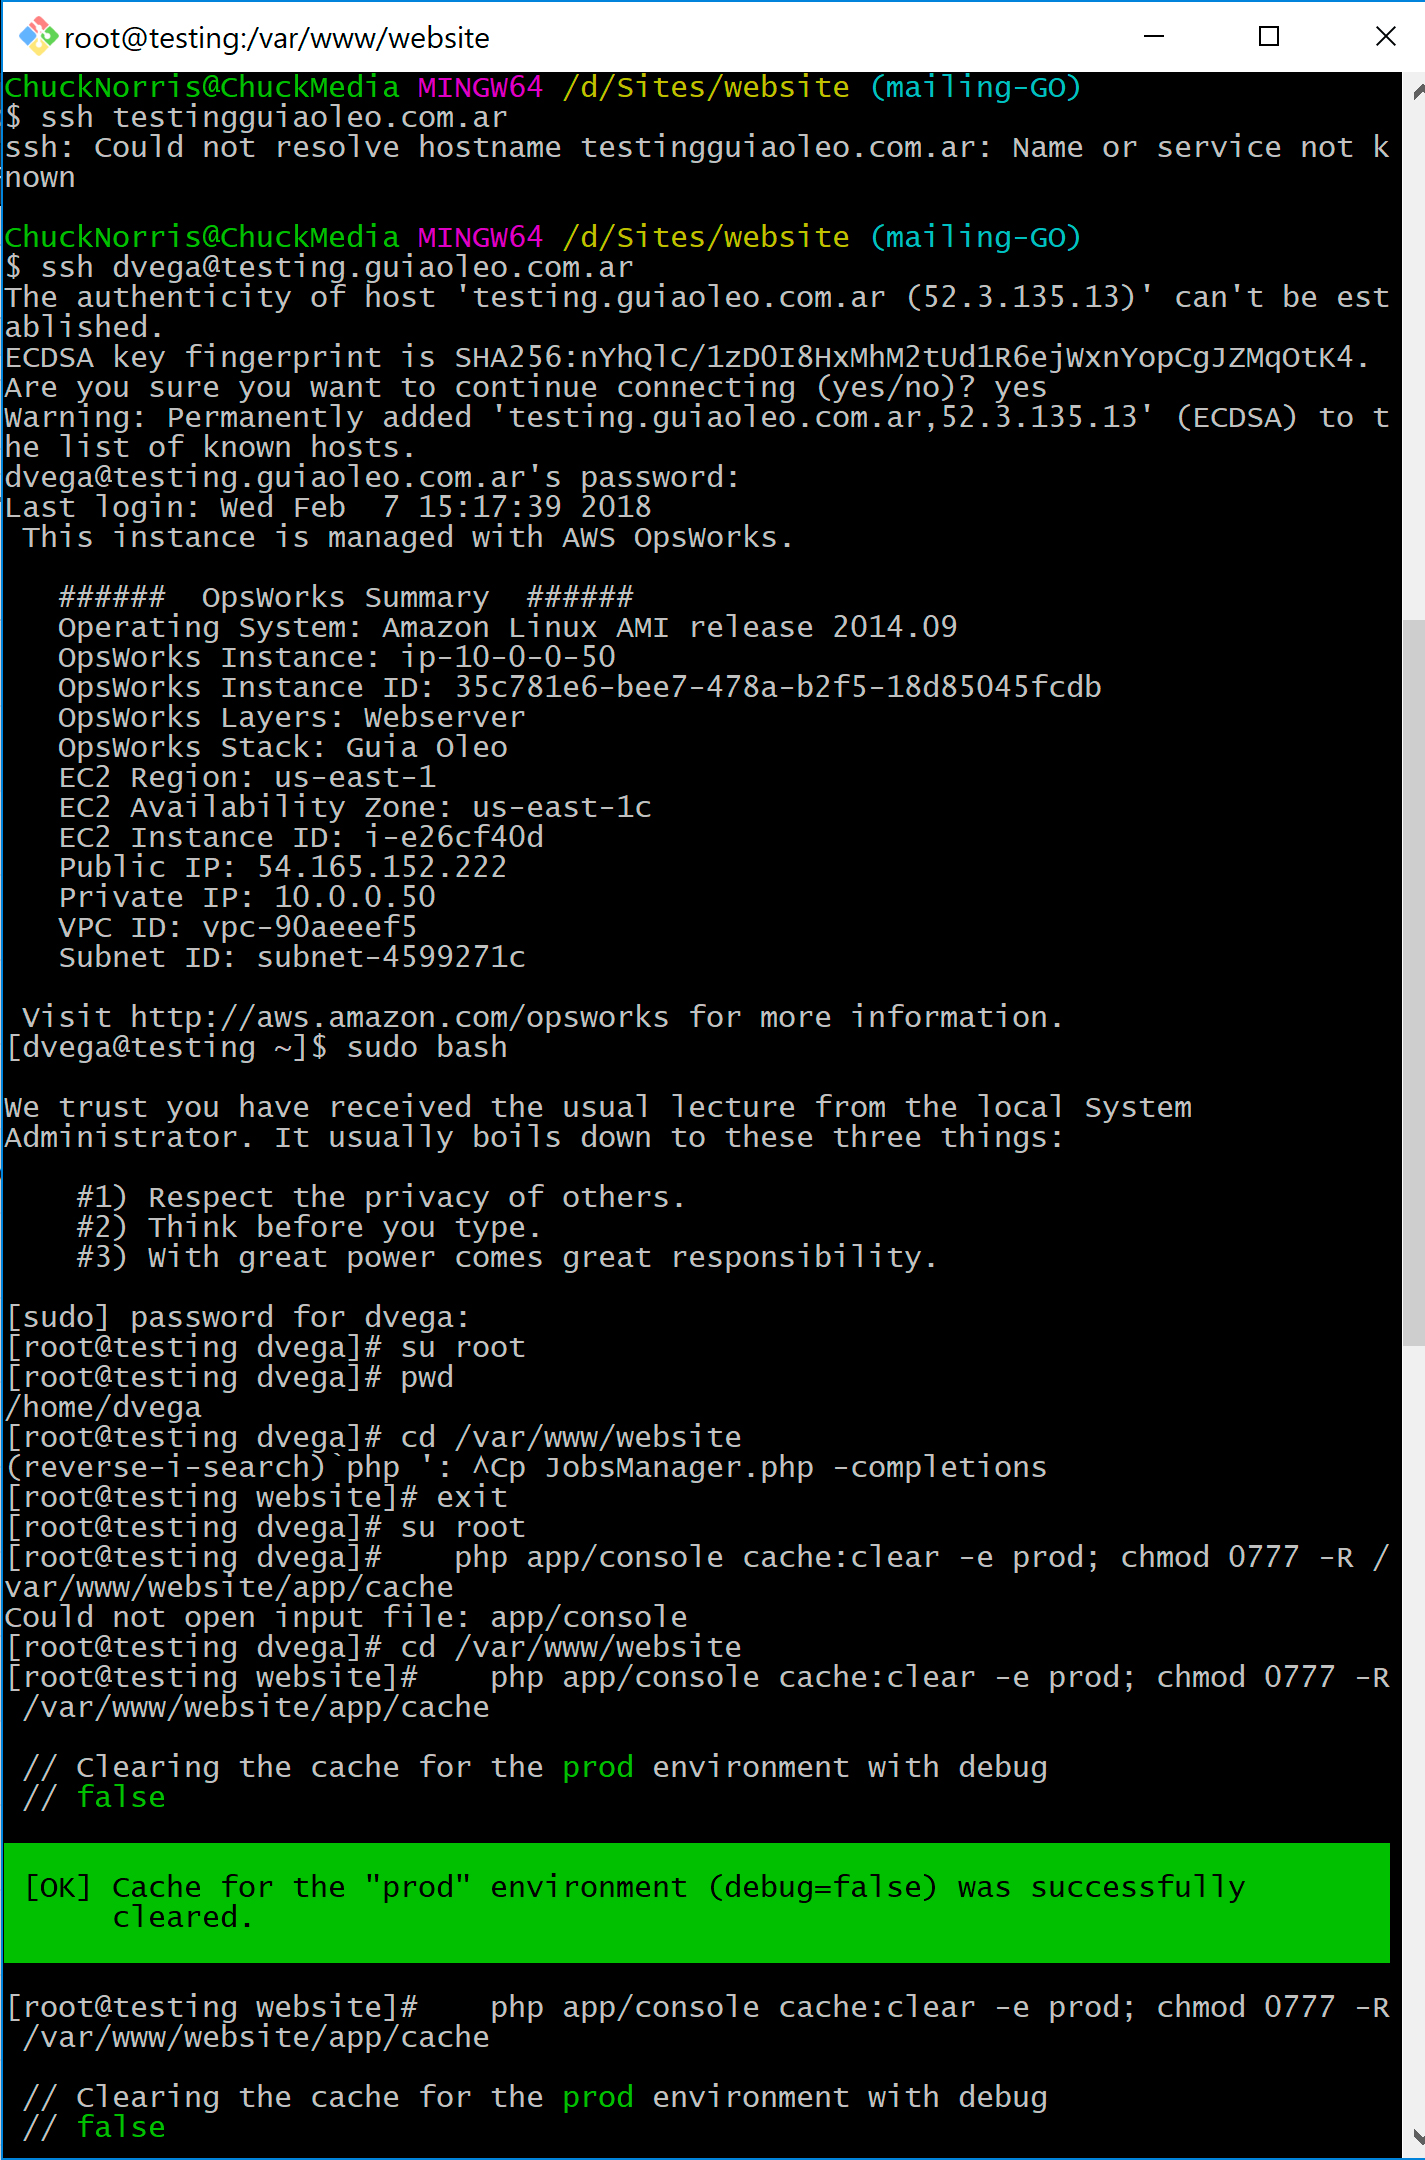 root@testing:/var/www/website
ChuckNorris@ChuckMedia MINGW64 /d/Sites/website (mailing-GO)
$ ssh testingguiaoleo.com.ar
ssh: Could not resolve hostname testingguiaoleo.com.ar: Name or service not k
nown
ChuckNorris@ChuckMedia MINGW64 /d/Sites/website (mailing-GO)
$ ssh dvega@testing.guiaoleo.com.ar
The authenticity of host 'testing.guiaoleo.com.ar (52.3.135.13)' can't be est
ablished.
ECDSA key fingerprint is SHA256:nYhQlC/1zD0I8HxMhM2tUd1R6ejWxnYopCgJZMqOtK4.
Are you sure you want to continue connecting (yes/no)? yes
Warning: Permanently added 'testing.guiaoleo.com.ar,52.3.135.13' (ECDSA) to t
he list of known hosts.
dvega@testing.guiaoleo.com.ar's password:
Last login: Wed Feb  7 15:17:39 2018
 This instance is managed with AWS OpsWorks.
   ######  OpsWorks Summary  ######
   Operating System: Amazon Linux AMI release 2014.09
   OpsWorks Instance: ip-10-0-0-50
   OpsWorks Instance ID: 35c781e6-bee7-478a-b2f5-18d85045fcdb
   OpsWorks Layers: Webserver
   OpsWorks Stack: Guia Oleo
   EC2 Region: us-east-1
   EC2 Availability Zone: us-east-1c
   EC2 Instance ID: i-e26cf40d
   Public IP: 54.165.152.222
   Private IP: 10.0.0.50
   VPC ID: vpc-90aeeef5
   Subnet ID: subnet-4599271c
 Visit http://aws.amazon.com/opsworks for more information.
[dvega@testing ~]$ sudo bash
We trust you have received the usual lecture from the local System
Administrator. It usually boils down to these three things:
    #1) Respect the privacy of others.
    #2) Think before you type.
    #3) With great power comes great responsibility.
[sudo] password for dvega:
[root@testing dvega]# su root
[root@testing dvega]# pwd
/home/dvega
[root@testing dvega]# cd /var/www/website
(reverse-i-search)`php ': ^Cp JobsManager.php -completions
[root@testing website]# exit
[root@testing dvega]# su root
[root@testing dvega]#    php app/console cache:clear -e prod; chmod 0777 -R /
var/www/website/app/cache
Could not open input file: app/console
[root@testing dvega]# cd /var/www/website
[root@testing website]#    php app/console cache:clear -e prod; chmod 0777 -R
 /var/www/website/app/cache
 // Clearing the cache for the prod environment with debug
 // false
 [OK] Cache for the "prod" environment (debug=false) was successfully
      cleared.
[root@testing website]#    php app/console cache:clear -e prod; chmod 0777 -R
 /var/www/website/app/cache
 // Clearing the cache for the prod environment with debug
 // false